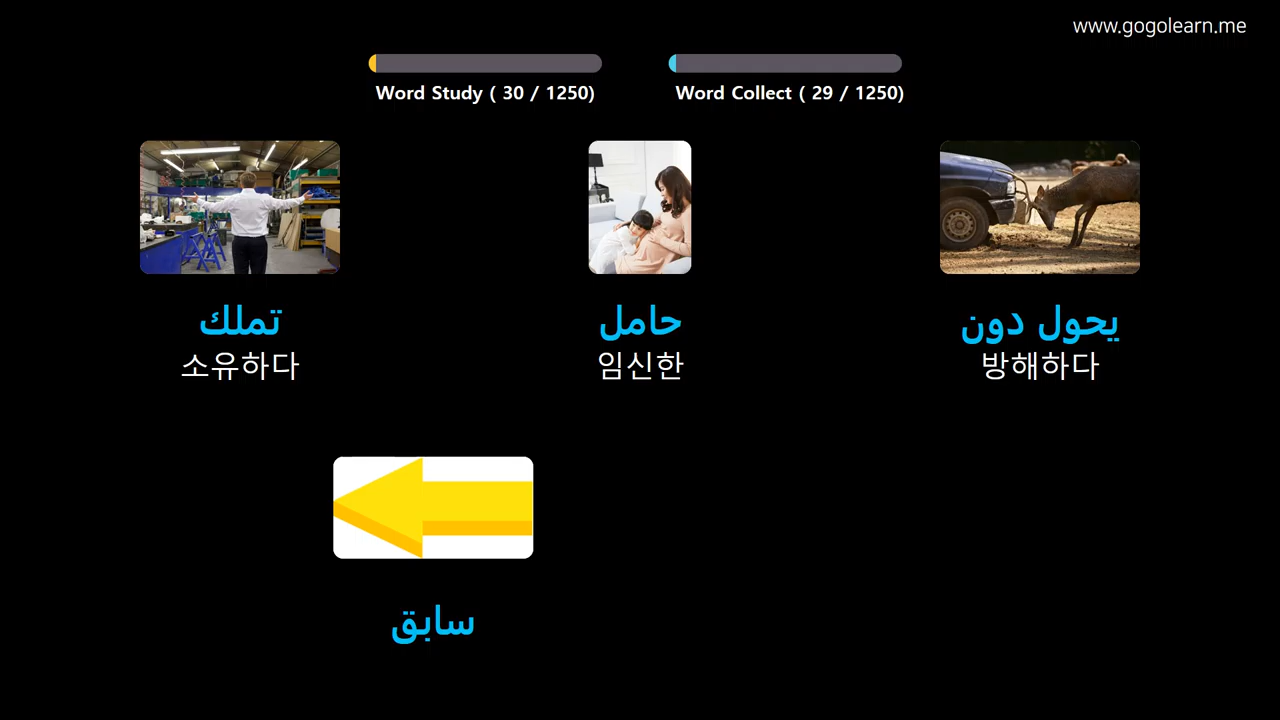 www.gogolearn.me
Word Study ( 30 / 1250)
Word Collect ( 29 / 1250)
تملك
소유하다
حامل
임신한
يحول دون
방해하다
سابق